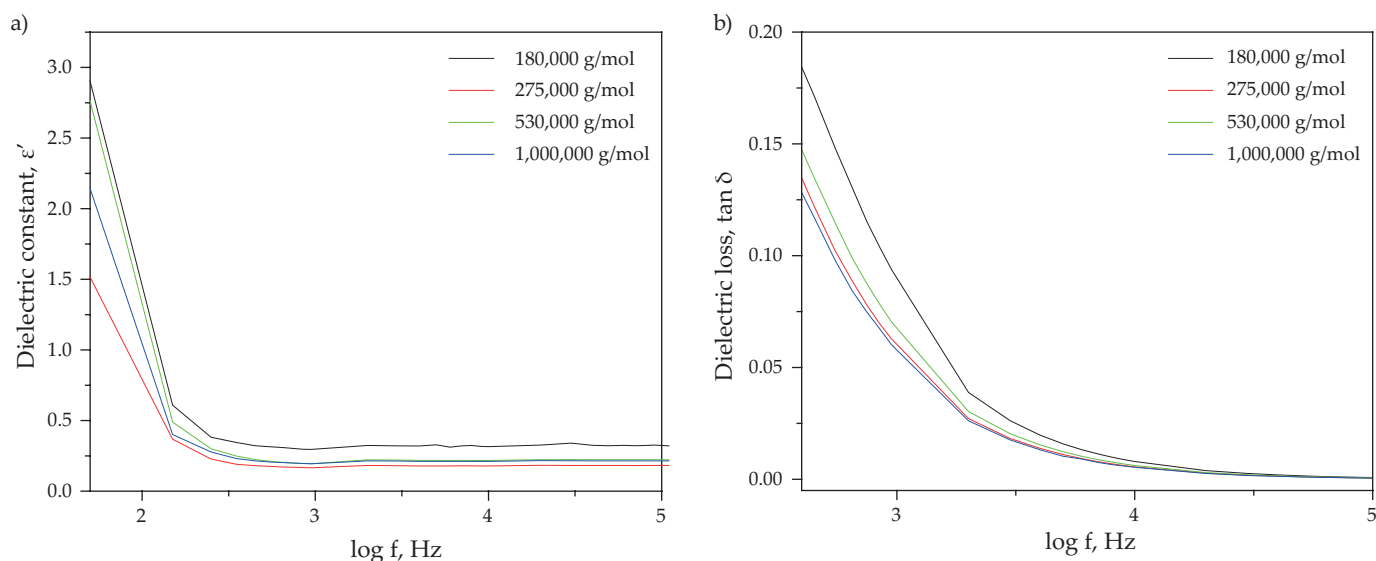 a)
Dielectric constant, ε′
3.0
2.5
2.0
1.5
1.0
0.5
0.0
180,000 g/mol
275,000 g/mol
530,000 g/mol
1,000,000 g/mol
2
3
4
5
log f, Hz
b)
Dielectric loss, tan δ
0.20
0.15
0.10
0.05
0.00
180,000 g/mol
275,000 g/mol
530,000 g/mol
1,000,000 g/mol
3
4
5
log f, Hz